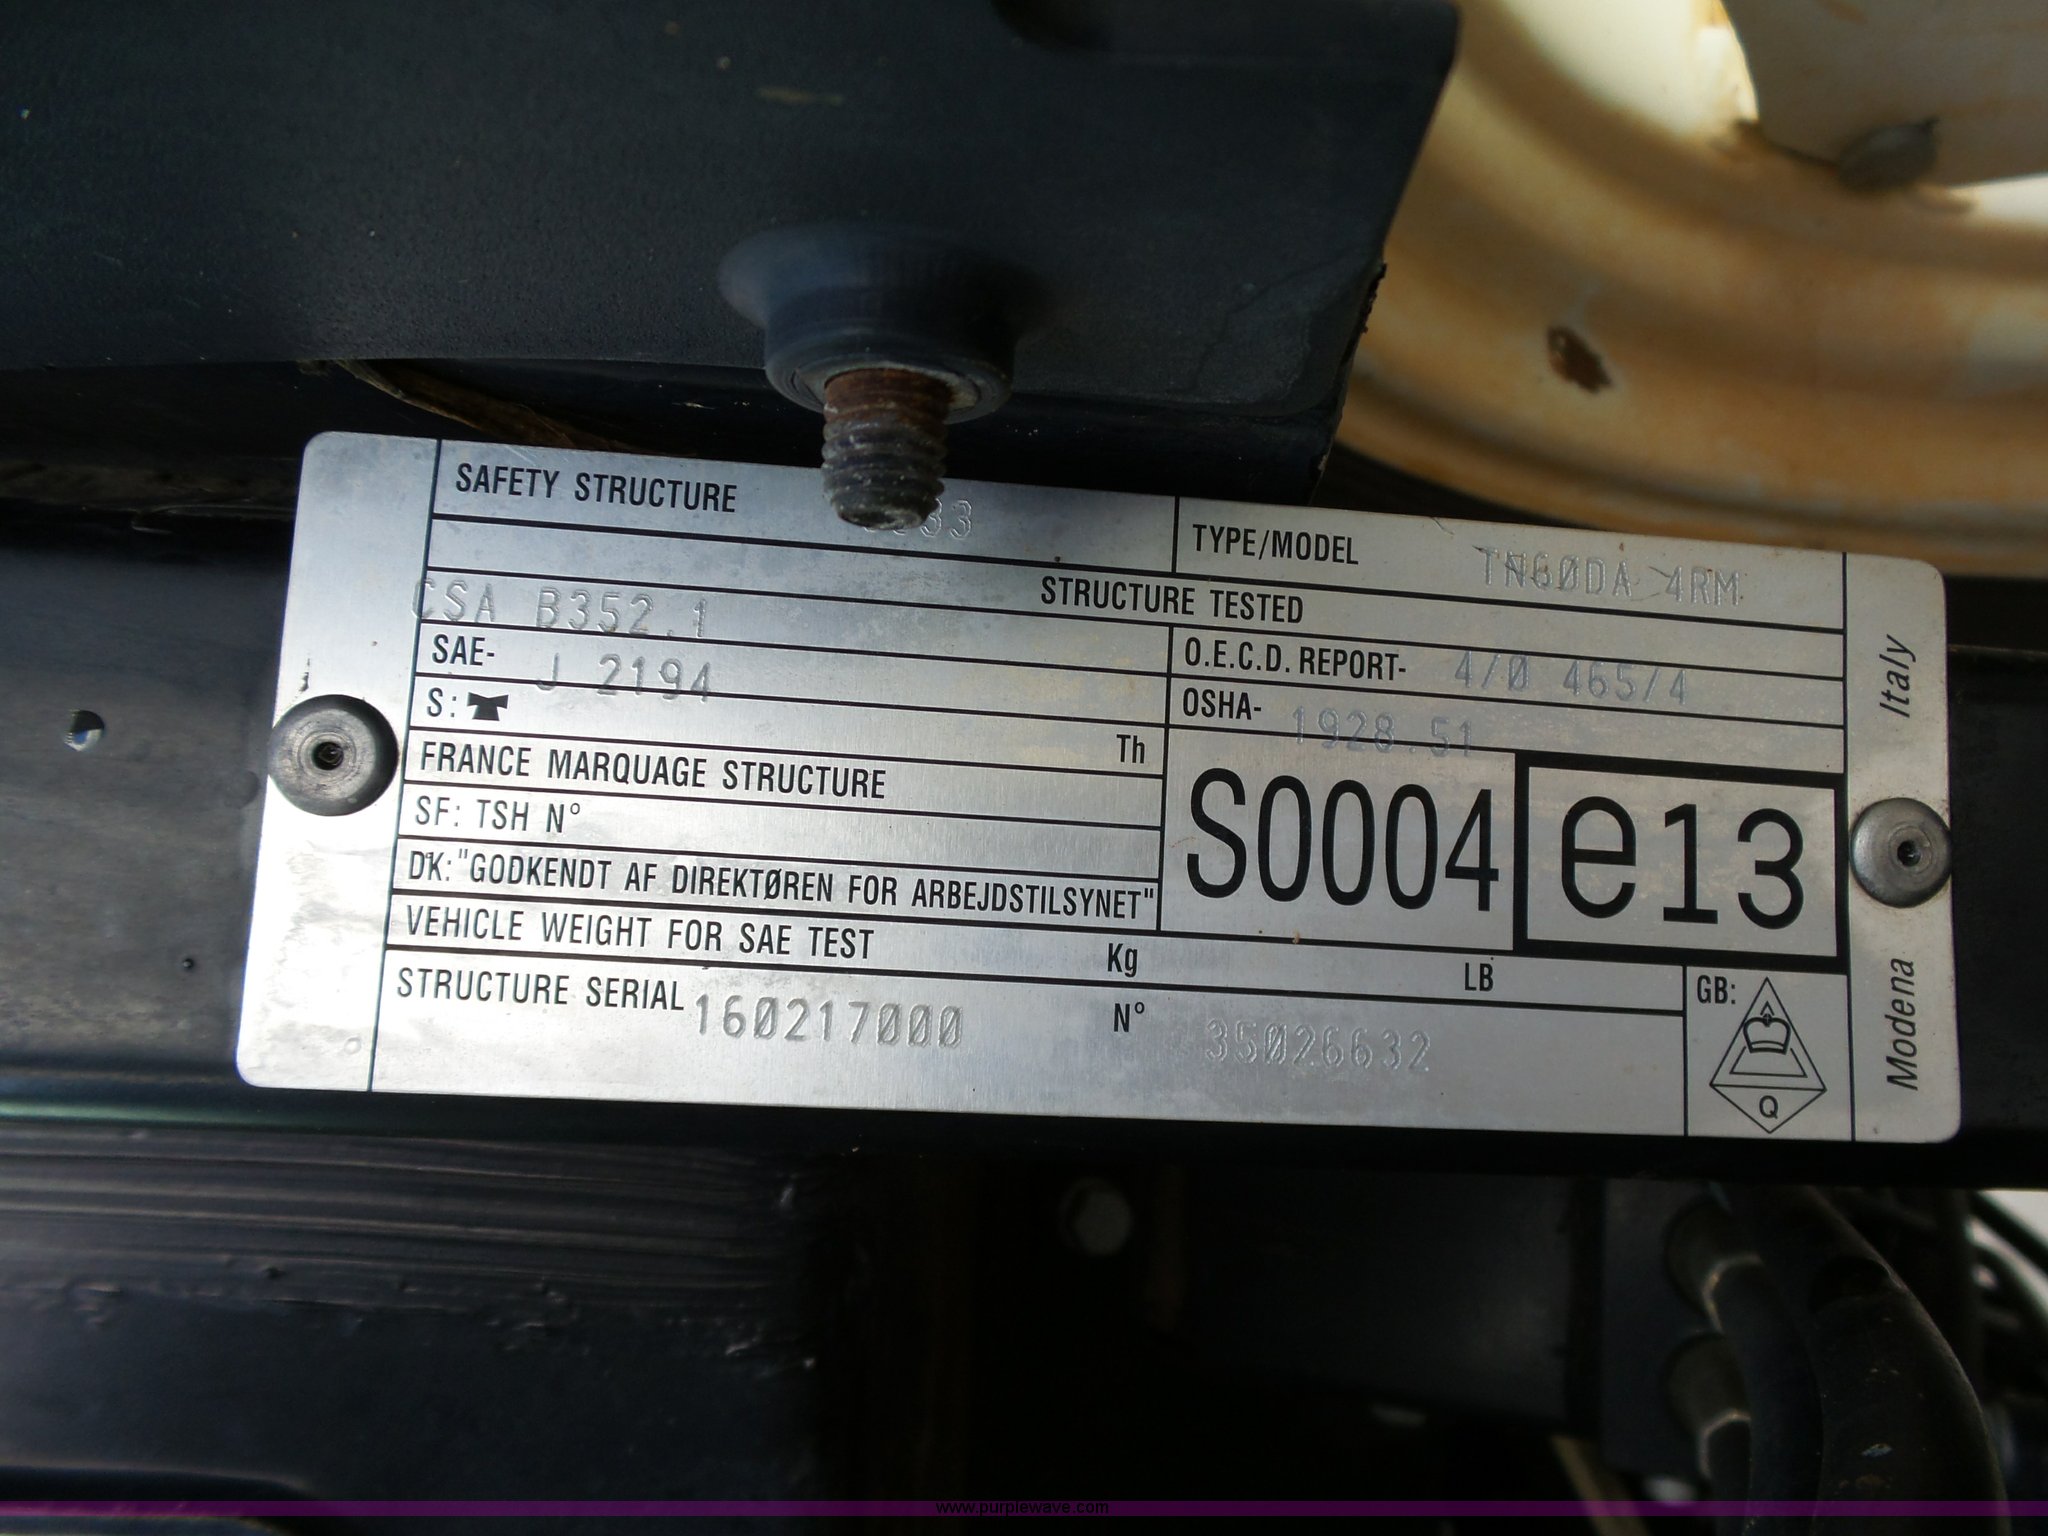 SAFETY STRUCTURE
TYPE/MODEL TN60DA 4RM
STRUCTURE TESTED
CSA B352.1
SAE- J 2194
O.E.C.D. REPORT- 4/0 465/4
S: Th
OSHA- 1928.51
FRANCE MARQUAGE STRUCTURE
SF: TSH N°
S0004 e13
DK: "GODKENDT AF DIREKTØREN FOR ARBEJDSTILSYNET"
VEHICLE WEIGHT FOR SAE TEST Kg LB
STRUCTURE SERIAL 160217000 N° 35026632
GB:
Q
Modena Italy
www.purplewave.com